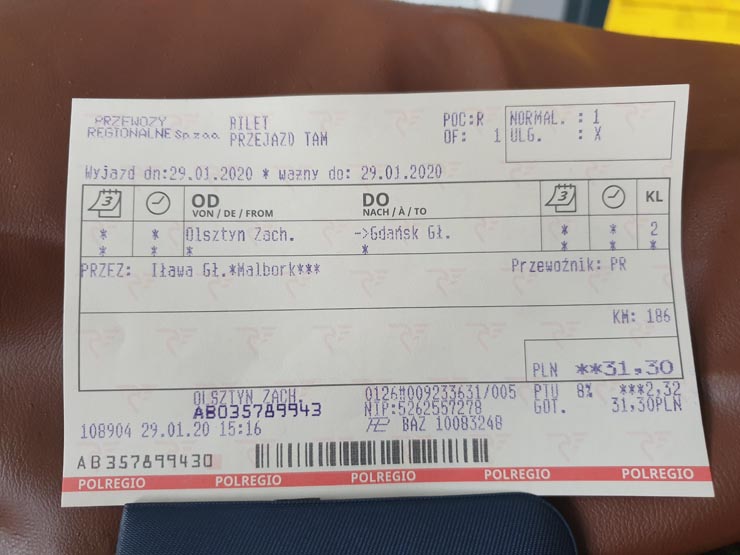 PRZEWOZY REGIONALNE Sp.zoo.
BILET
PRZEJAZD TAM
POC:R
OF: 1
NORMAL. : 1
ULG. : X
Wyjazd dn:29.01.2020 * ważny do: 29.01.2020
3 OD DO 3 KL
VON / DE / FROM NACH / À / TO
* * Olsztyn Zach. ->Gdańsk Gł. * * 2
* * * * *
PRZEZ: Iława Gł.*Malbork*** Przewoźnik: PR
KM: 186
PLN **31,30
OLSZTYN ZACH. 0126#009233631/005 PTU 8% ***2,32
AB035789943 NIP:5262557278 GOT. 31,30PLN
108904 29.01.20 15:16 BAZ 10083248
AB357899430
POLREGIO POLREGIO POLREGIO POLREGIO POLREGIO